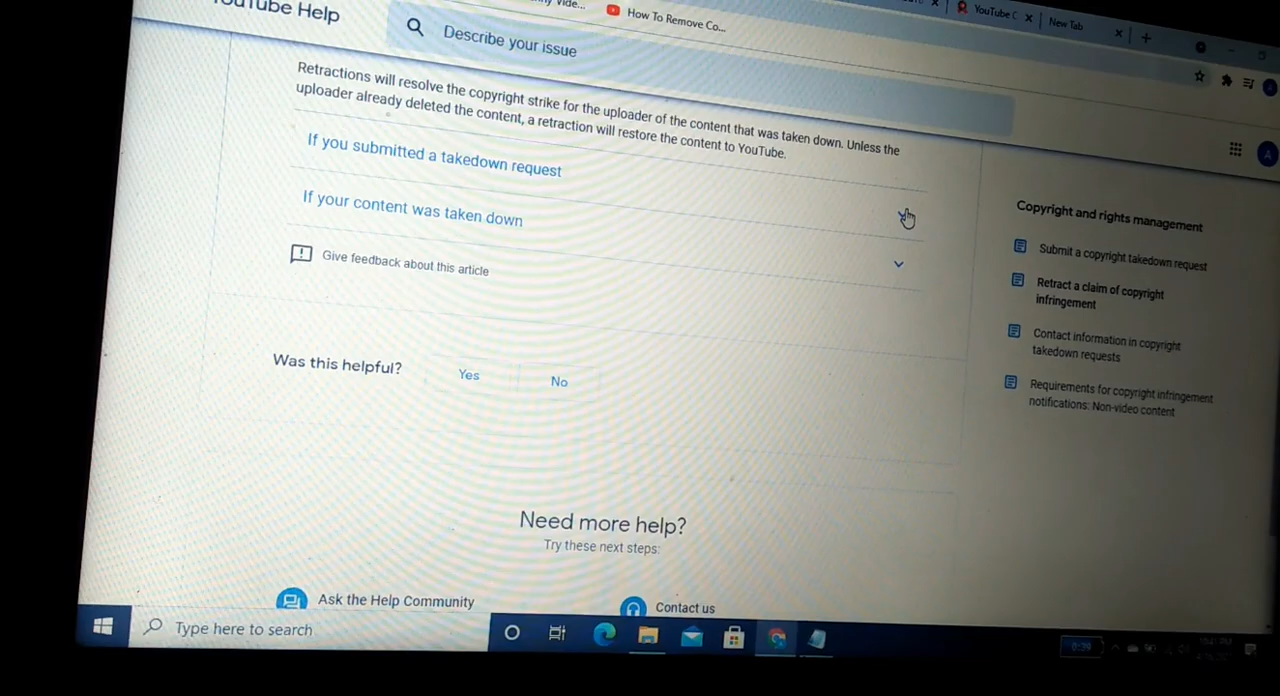 How To Remove Co...
YouTube C
New Tab
YouTube Help
Describe your issue
Retractions will resolve the copyright strike for the uploader of the content that was taken down. Unless the
uploader already deleted the content, a retraction will restore the content to YouTube.
If you submitted a takedown request
If your content was taken down
Give feedback about this article
Was this helpful?
Yes
No
Need more help?
Try these next steps:
Ask the Help Community
Contact us
A
Copyright and rights management
Submit a copyright takedown request
Retract a claim of copyright
infringement
Contact information in copyright
takedown requests
Requirements for copyright infringement
notifications: Non-video content
Type here to search
0:39